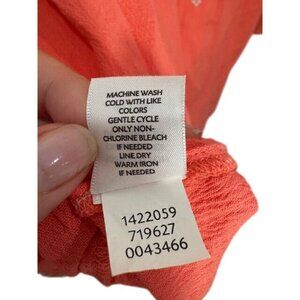 MACHINE WASH
COLD WITH LIKE
COLORS
GENTLE CYCLE
ONLY NON-
CHLORINE BLEACH
IF NEEDED
LINE DRY
WARM IRON
IF NEEDED
1422059
719627
0043466